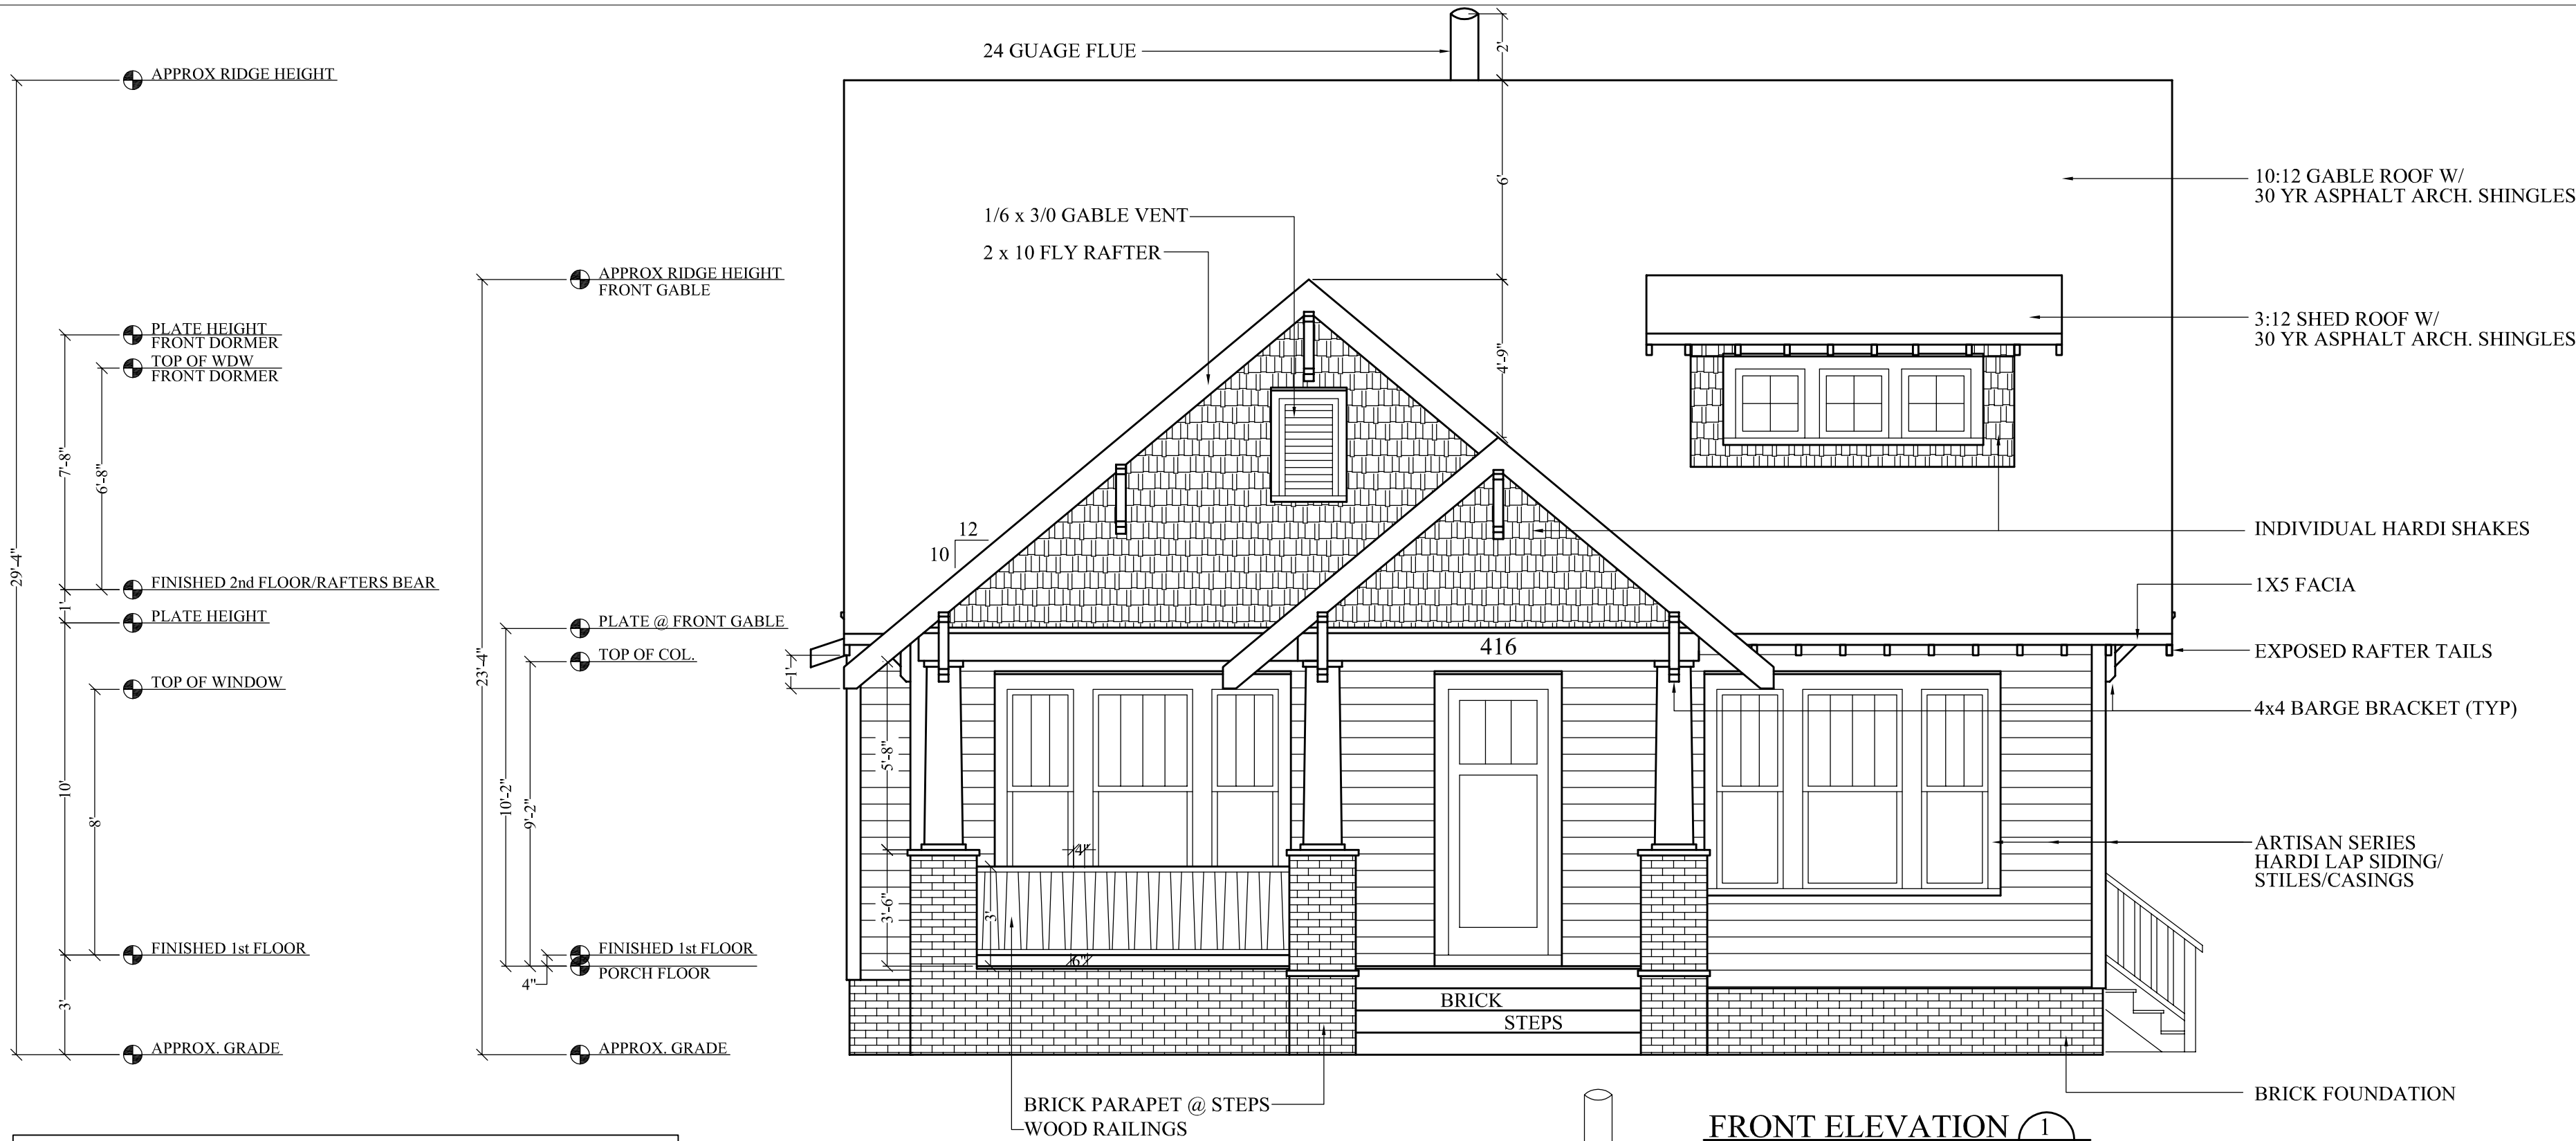 24 GUAGE FLUE
2'
APPROX RIDGE HEIGHT
6'
10:12 GABLE ROOF W/
30 YR ASPHALT ARCH. SHINGLES
1/6 x 3/0 GABLE VENT
2 x 10 FLY RAFTER
APPROX RIDGE HEIGHT
FRONT GABLE
3:12 SHED ROOF W/
30 YR ASPHALT ARCH. SHINGLES
PLATE HEIGHT
FRONT DORMER
TOP OF WDW
FRONT DORMER
4'-9"
7'-8"
6'-8"
12
10
INDIVIDUAL HARDI SHAKES
29'-4"
FINISHED 2nd FLOOR/RAFTERS BEAR
1X5 FACIA
1'
PLATE HEIGHT
PLATE @ FRONT GABLE
416
EXPOSED RAFTER TAILS
TOP OF COL.
23'-4"
1'
TOP OF WINDOW
4x4 BARGE BRACKET (TYP)
5'-8"
10'
10'-2"
9'-2"
8'
4"
ARTISAN SERIES
HARDI LAP SIDING/
STILES/CASINGS
3'-6"
3'
FINISHED 1st FLOOR
FINISHED 1st FLOOR
6"
PORCH FLOOR
4"
3'
BRICK
STEPS
APPROX. GRADE
APPROX. GRADE
BRICK FOUNDATION
BRICK PARAPET @ STEPS
WOOD RAILINGS
FRONT ELEVATION 1